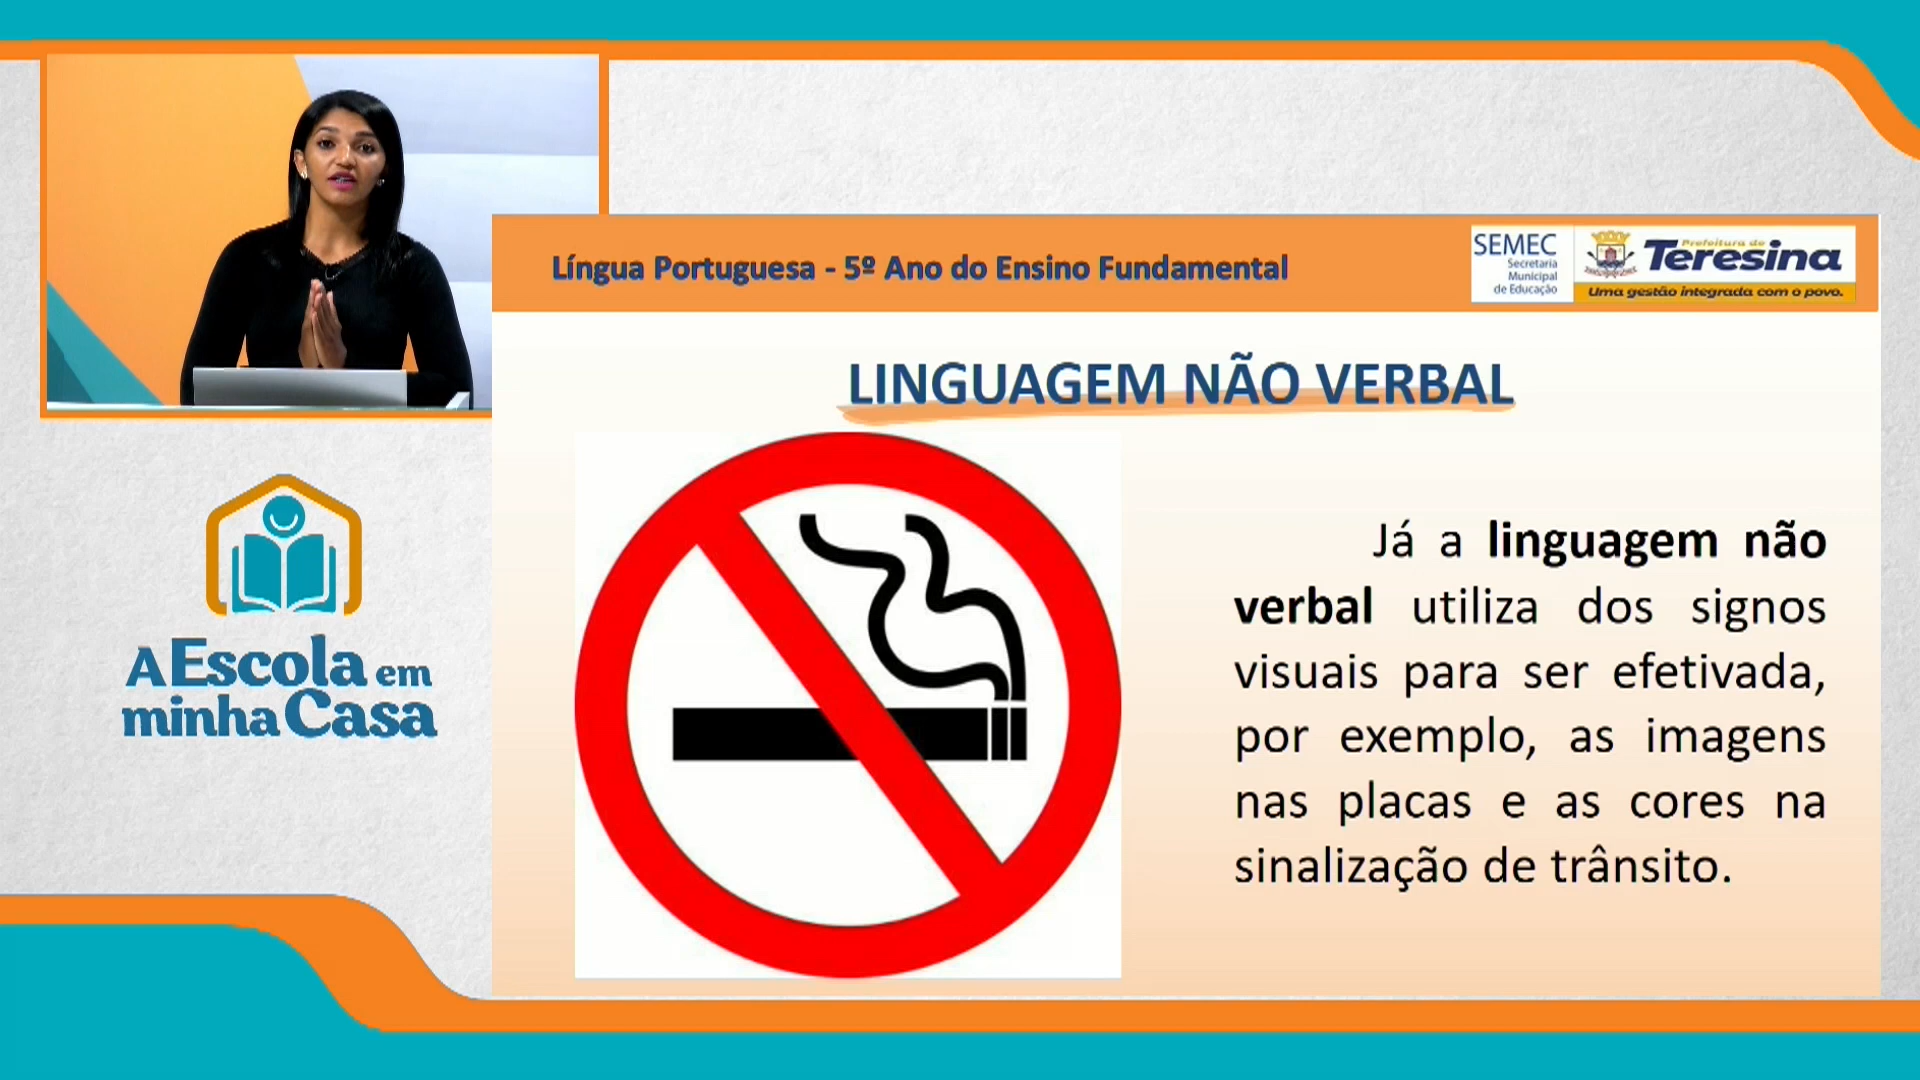 Língua Portuguesa - 5º Ano do Ensino Fundamental
SEMEC
Secretaria
Municipal
de Educação
Prefeitura de
Teresina
Uma gestão integrada com o povo.
LINGUAGEM NÃO VERBAL
Já a linguagem não
verbal utiliza dos signos
visuais para ser efetivada,
por exemplo, as imagens
nas placas e as cores na
sinalização de trânsito.
A Escola em
minha Casa